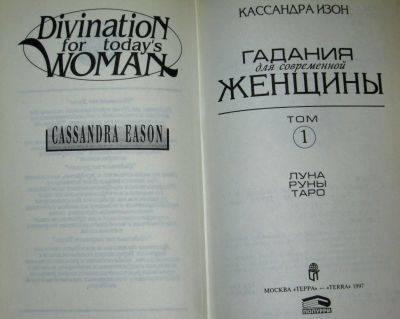 Divination
for today's
WOMAN
CASSANDRA EASON
КАССАНДРА ИЗОН
ГАДАНИЯ
для современной
ЖЕНЩИНЫ
ТОМ
1
ЛУНА
РУНЫ
ТАРО
МОСКВА «ТЕРРА» — «TERRA» 1997
ПОПУРРИ